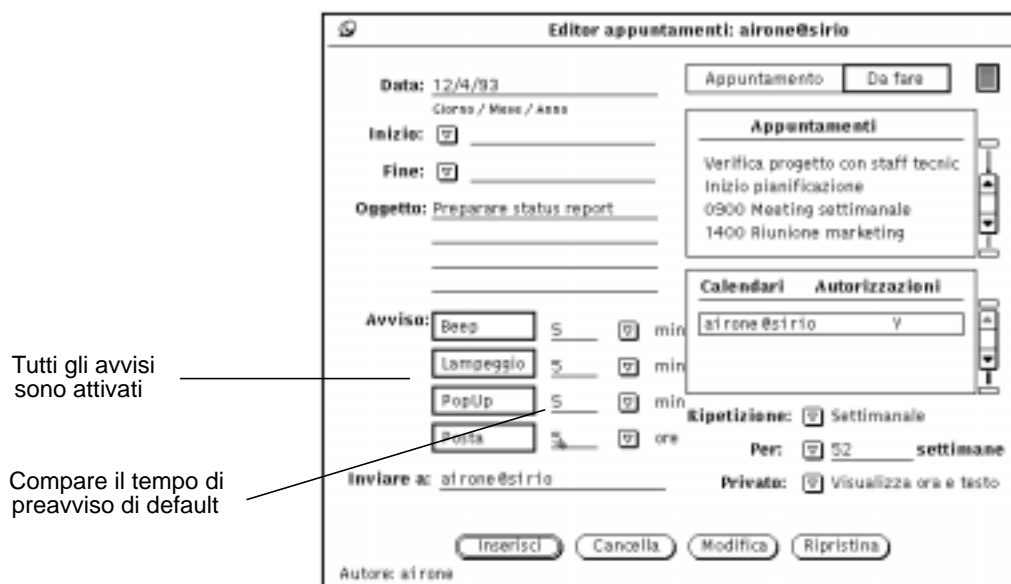 Editor appuntamenti: airone@sirio
Data: 12/4/93
Giorno / Mese / Anno
Inizio:
Fine:
Oggetto: Preparare status report
Avviso:
Beep 5 min
Lampeggio 5 min
PopUp 5 min
Posta 5 ore
Inviare a: airone@sirio
Appuntamento Da fare
Appuntamenti
Verifica progetto con staff tecnic
Inizio pianificazione
0900 Meeting settimanale
1400 Riunione marketing
Calendari Autorizzazioni
airone@sirio Y
Ripetizione: Settimanale
Per: 52 settimane
Privato: Visualizza ora e testo
Inserisci Cancella Modifica Ripristina
Autore: airone
Tutti gli avvisi
sono attivati
Compare il tempo di
preavviso di default